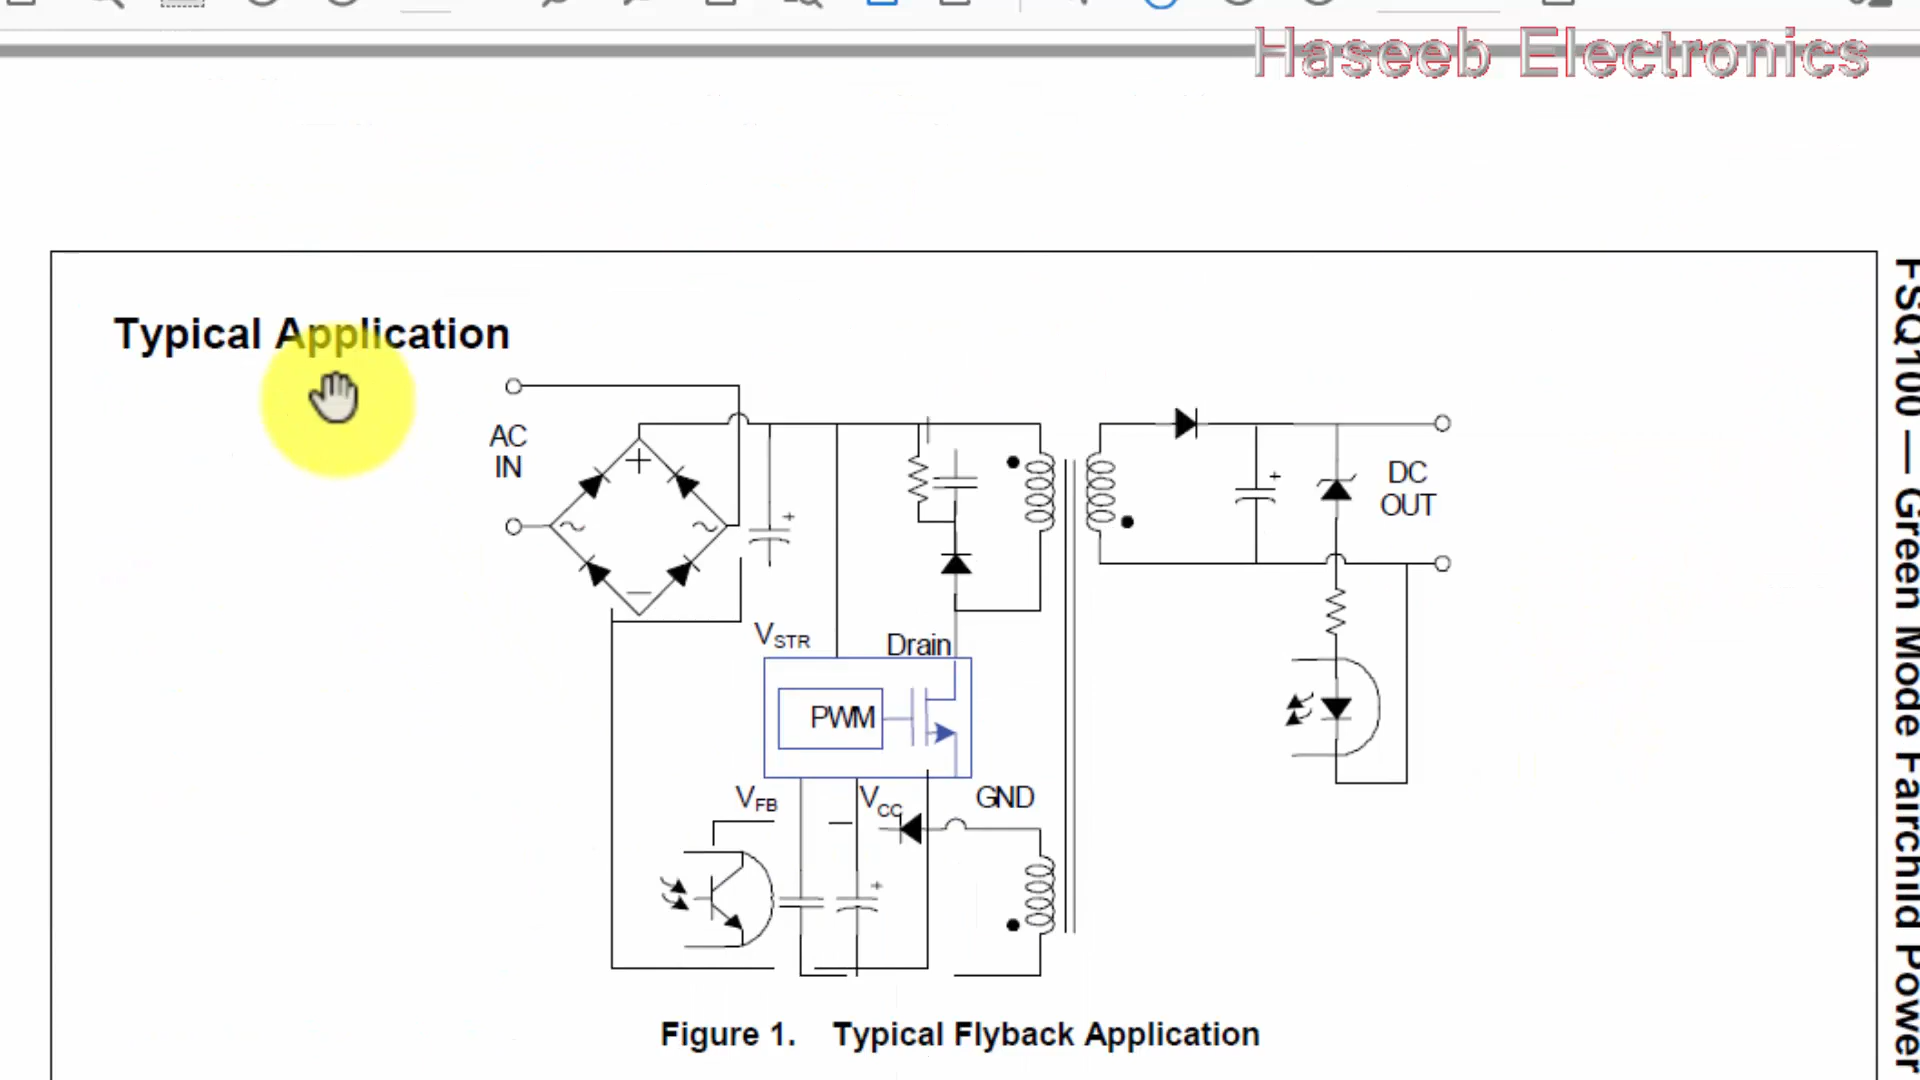 Haseeb Electronics
Typical Application
AC
IN
DC
OUT
VSTR
Drain
PWM
VFB
VCC
GND
Figure 1. Typical Flyback Application
FSQ100 — Green Mode Fairchild Power